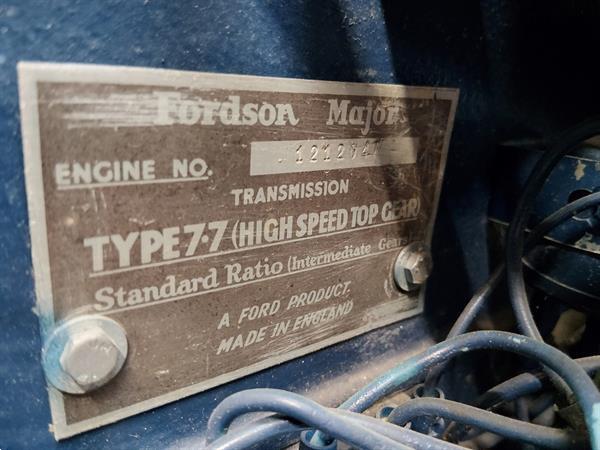 Fordson Major
ENGINE NO.
TRANSMISSION
TYPE 7·7 (HIGH SPEED TOP GEAR)
Standard Ratio (Intermediate Gears)
A FORD PRODUCT.
MADE IN ENGLAND